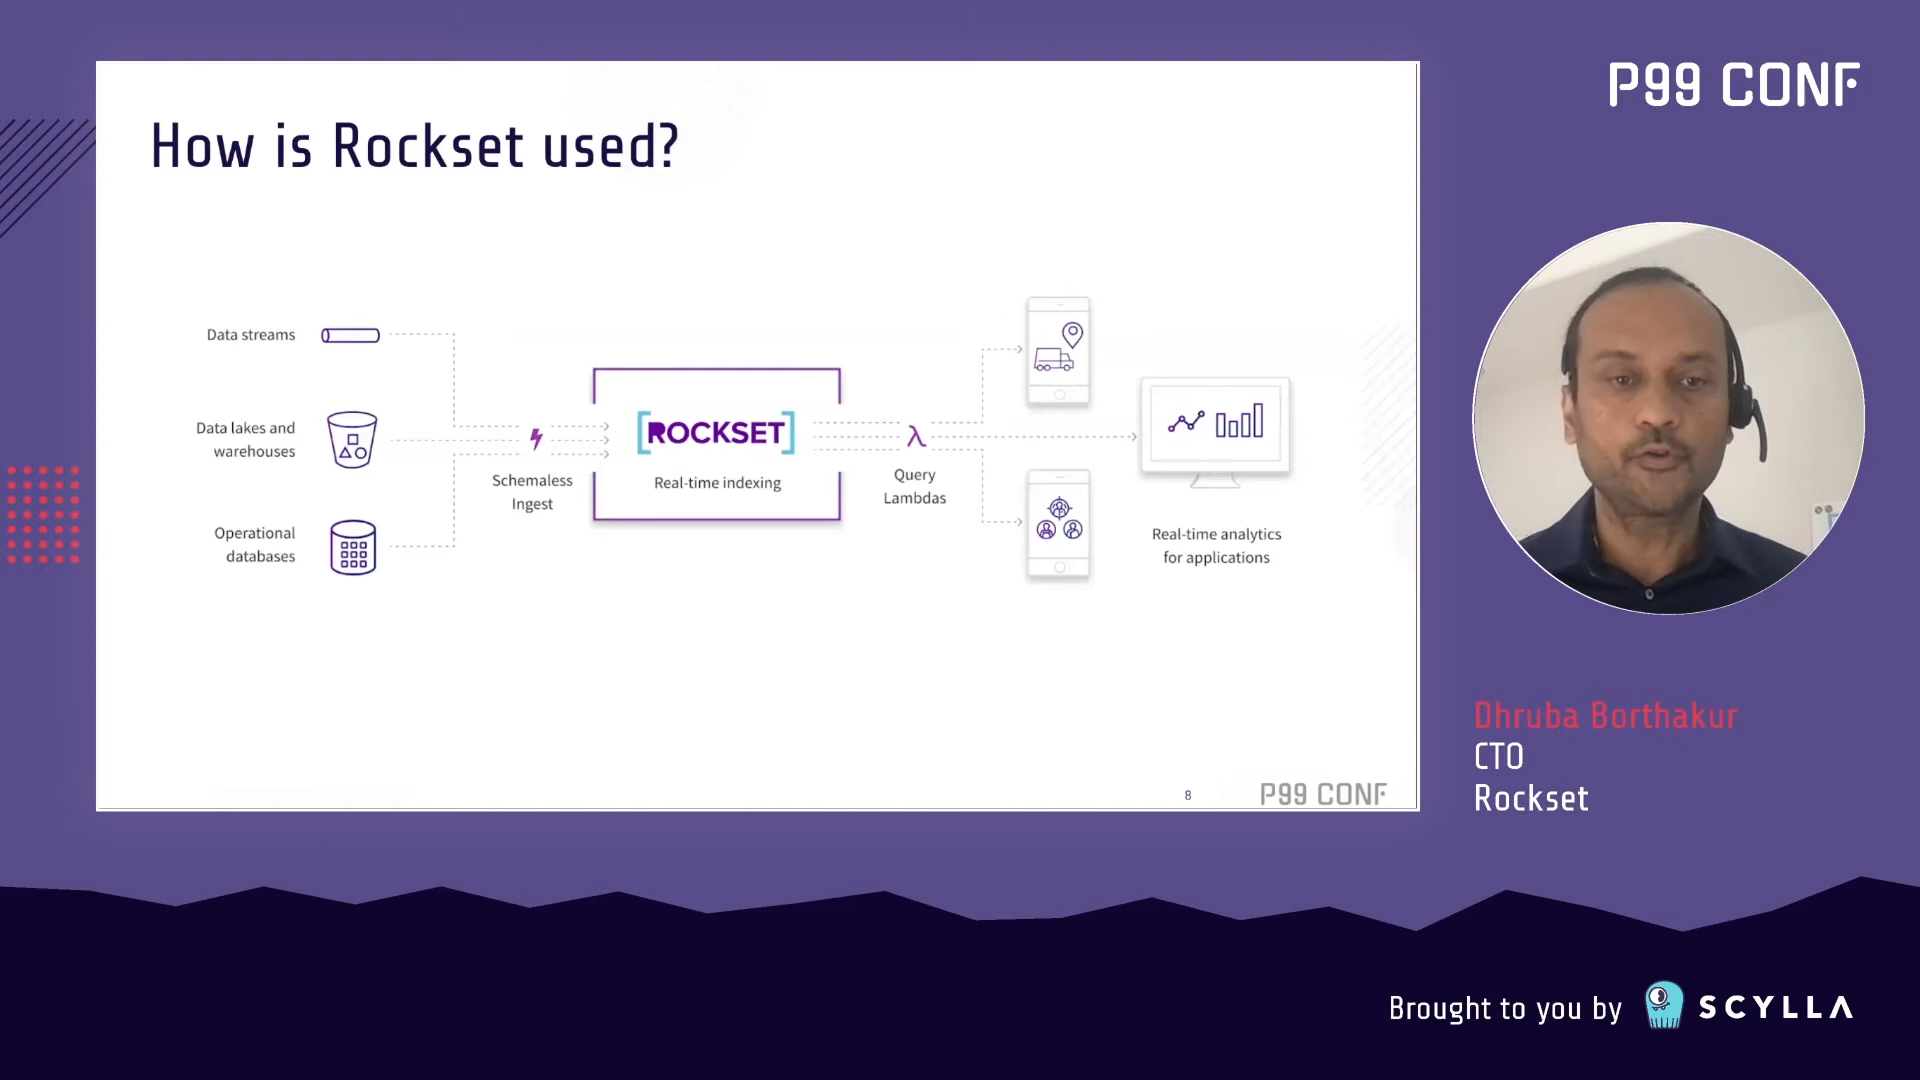 P99 CONF
How is Rockset used?
Data streams
Data lakes and
warehouses
Operational
databases
Schemaless
Ingest
[ROCKSET]
Real-time indexing
λ
Query
Lambdas
Real-time analytics
for applications
8
P99 CONF
Dhruba Borthakur
CTO
Rockset
Brought to you by SCYLLA